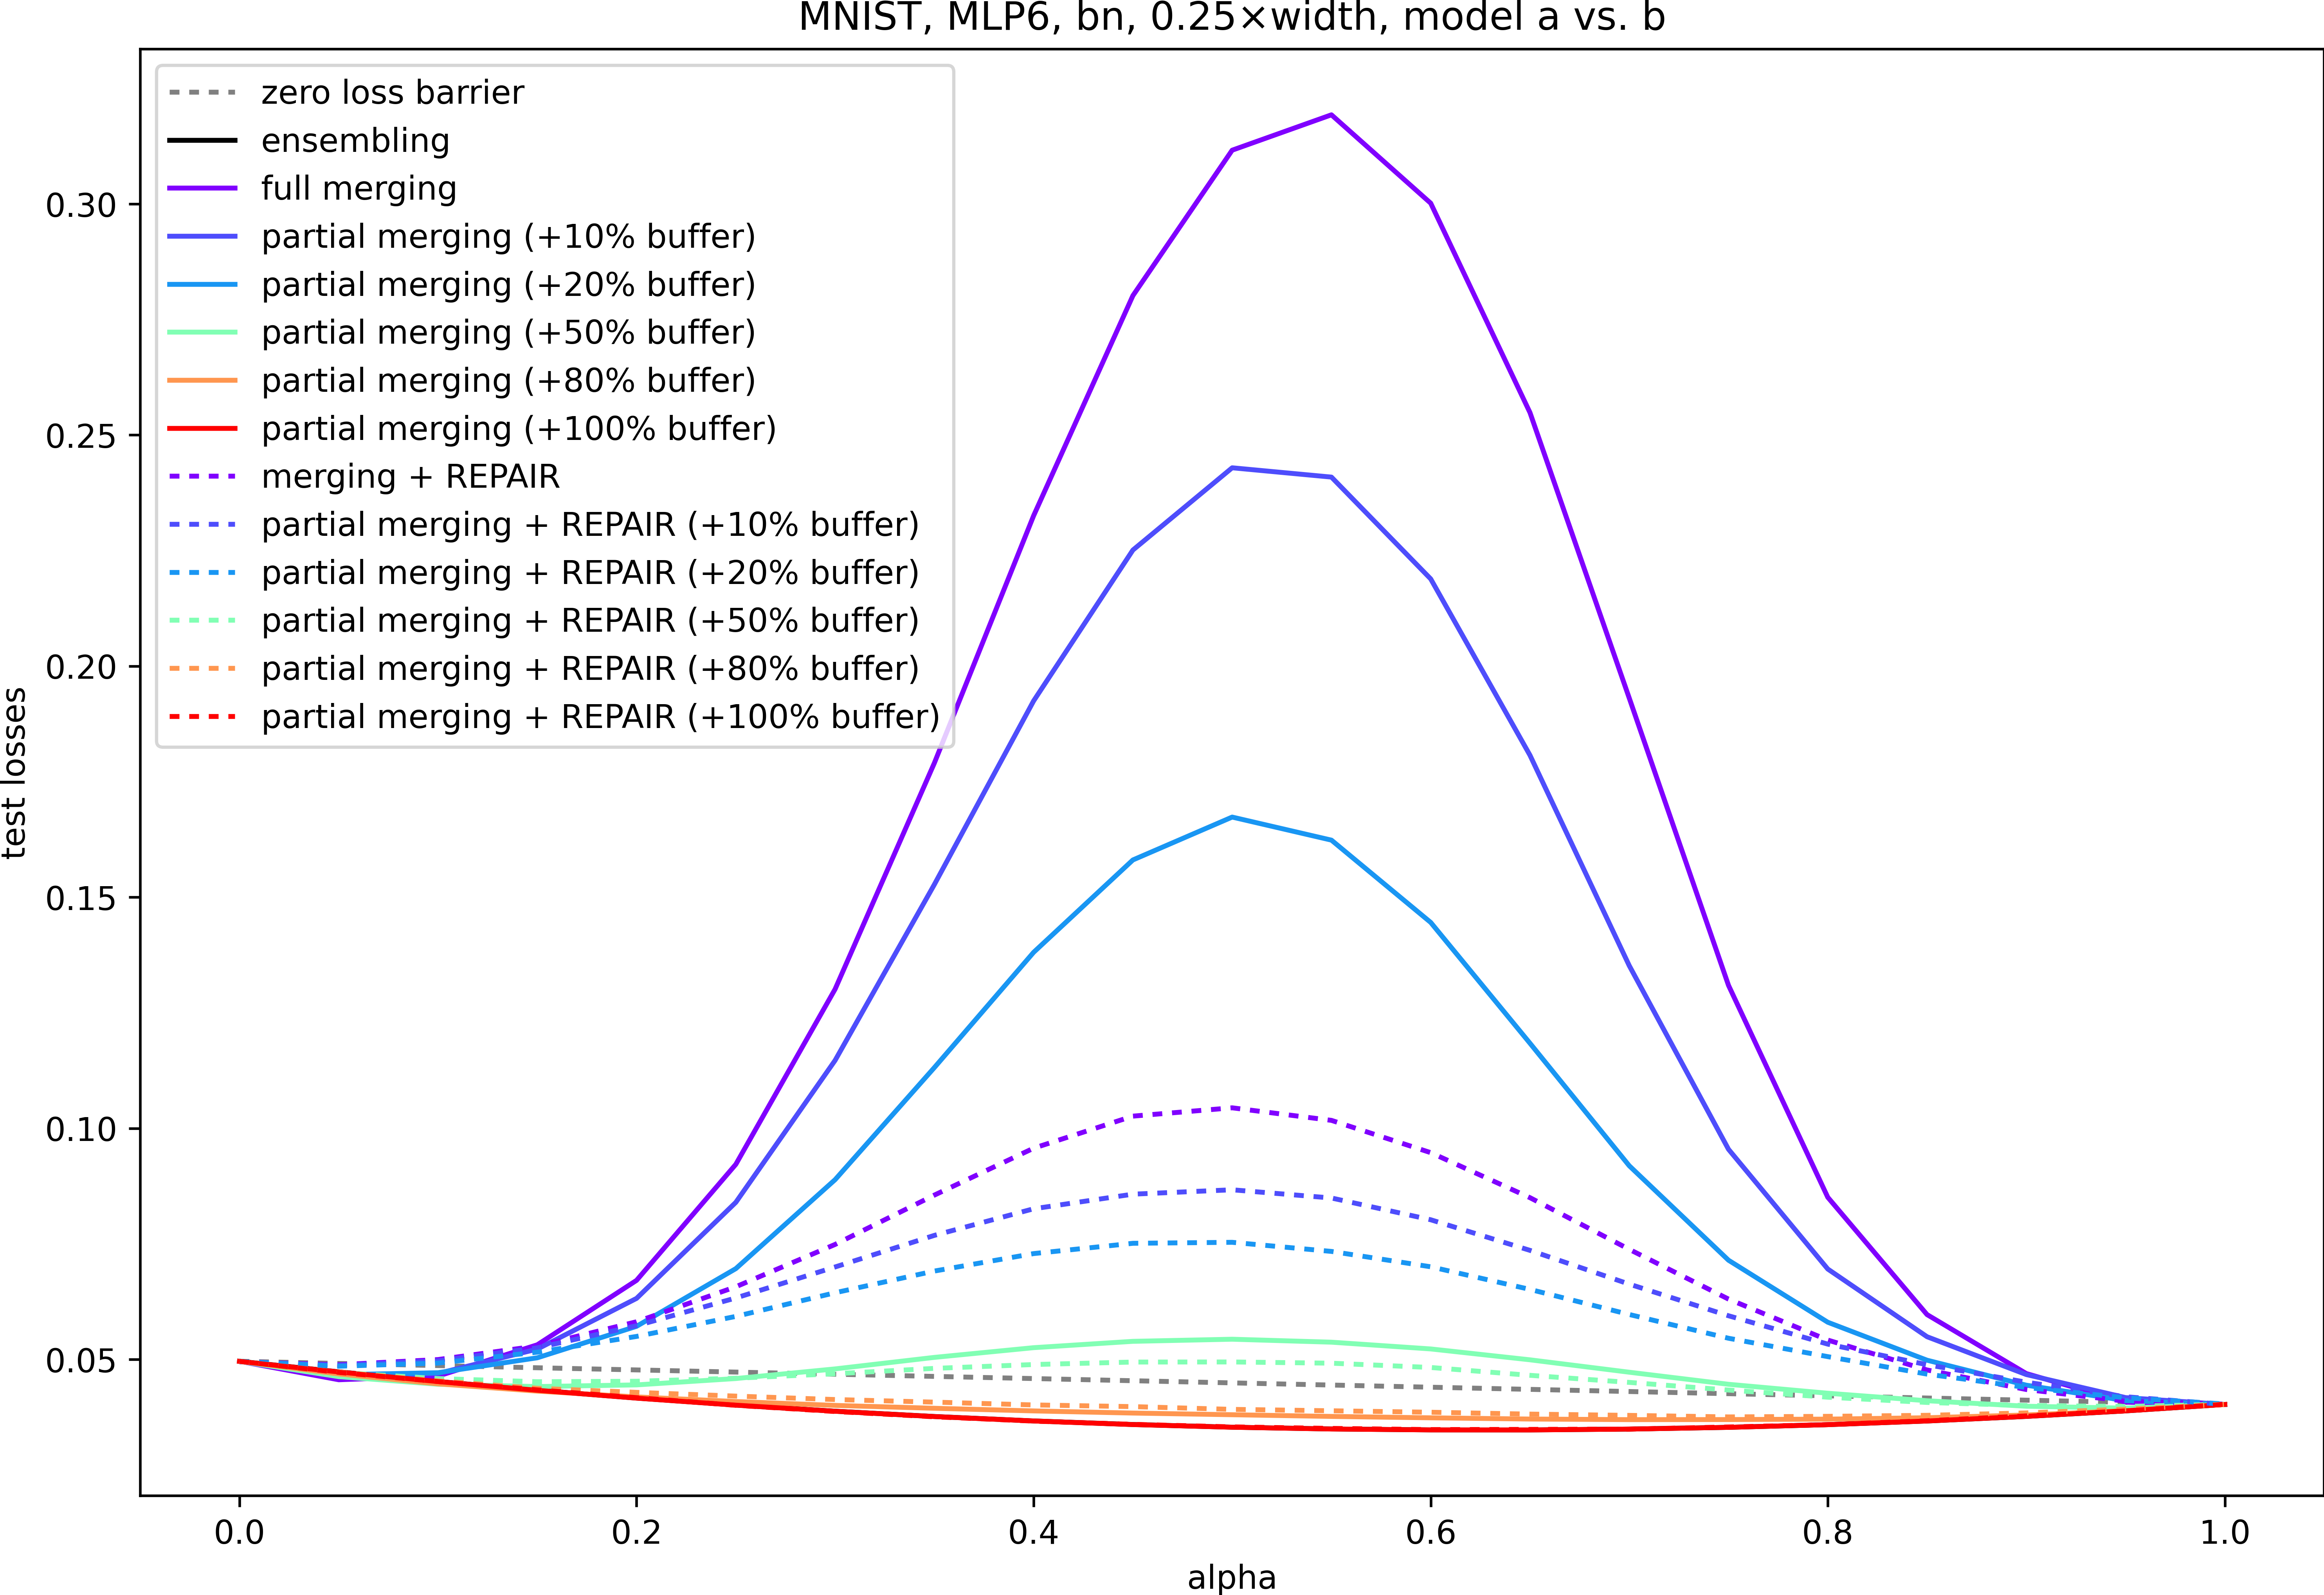 MNIST, MLP6, bn, 0.25×width, model a vs. b
zero loss barrier
ensembling
full merging
partial merging (+10% buffer)
partial merging (+20% buffer)
partial merging (+50% buffer)
partial merging (+80% buffer)
partial merging (+100% buffer)
merging + REPAIR
partial merging + REPAIR (+10% buffer)
partial merging + REPAIR (+20% buffer)
partial merging + REPAIR (+50% buffer)
partial merging + REPAIR (+80% buffer)
partial merging + REPAIR (+100% buffer)
test losses
0.30
0.25
0.20
0.15
0.10
0.05
0.0 0.2 0.4 0.6 0.8 1.0
alpha